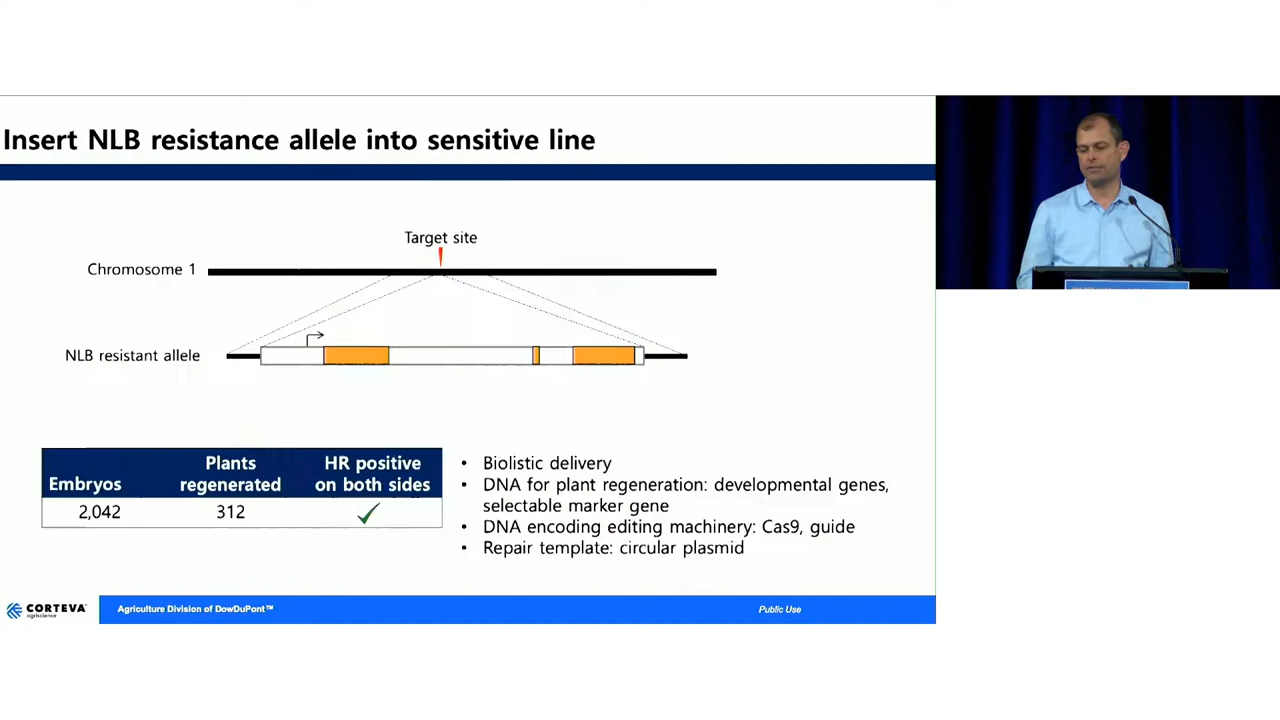 Insert NLB resistance allele into sensitive line
Target site
Chromosome 1
NLB resistant allele
Embryos
Plants
regenerated
HR positive
on both sides
2,042
312
• Biolistic delivery
• DNA for plant regeneration: developmental genes,
selectable marker gene
• DNA encoding editing machinery: Cas9, guide
• Repair template: circular plasmid
CORTEVA
agriscience
Agriculture Division of DowDuPont™
Public Use